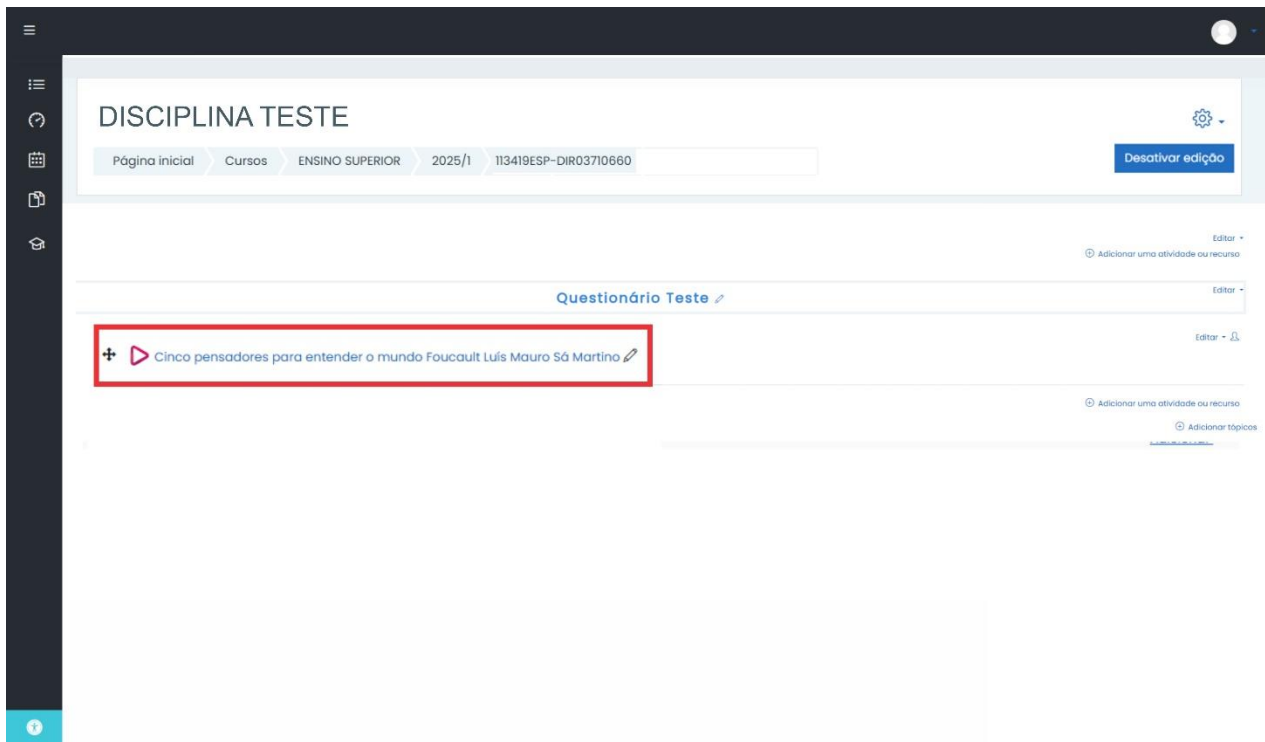 DISCIPLINA TESTE
Página inicial Cursos ENSINO SUPERIOR 2025/1 113419ESP-DIR03710660
Desativar edição
Editar
Adicionar uma atividade ou recurso
Questionário Teste
Editar
Cinco pensadores para entender o mundo Foucault Luís Mauro Sá Martino
Editar
Adicionar uma atividade ou recurso
Adicionar tópicos